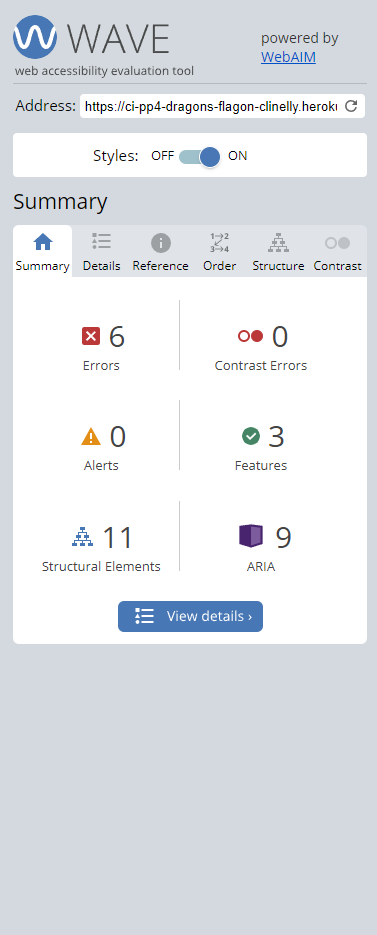 WAVE
web accessibility evaluation tool
powered by
WebAIM
Address: https://ci-pp4-dragons-flagon-clinelly.heroku
Styles: OFF ON
Summary
Summary Details Reference Order Structure Contrast
6
Errors
0
Contrast Errors
0
Alerts
3
Features
11
Structural Elements
9
ARIA
View details ›